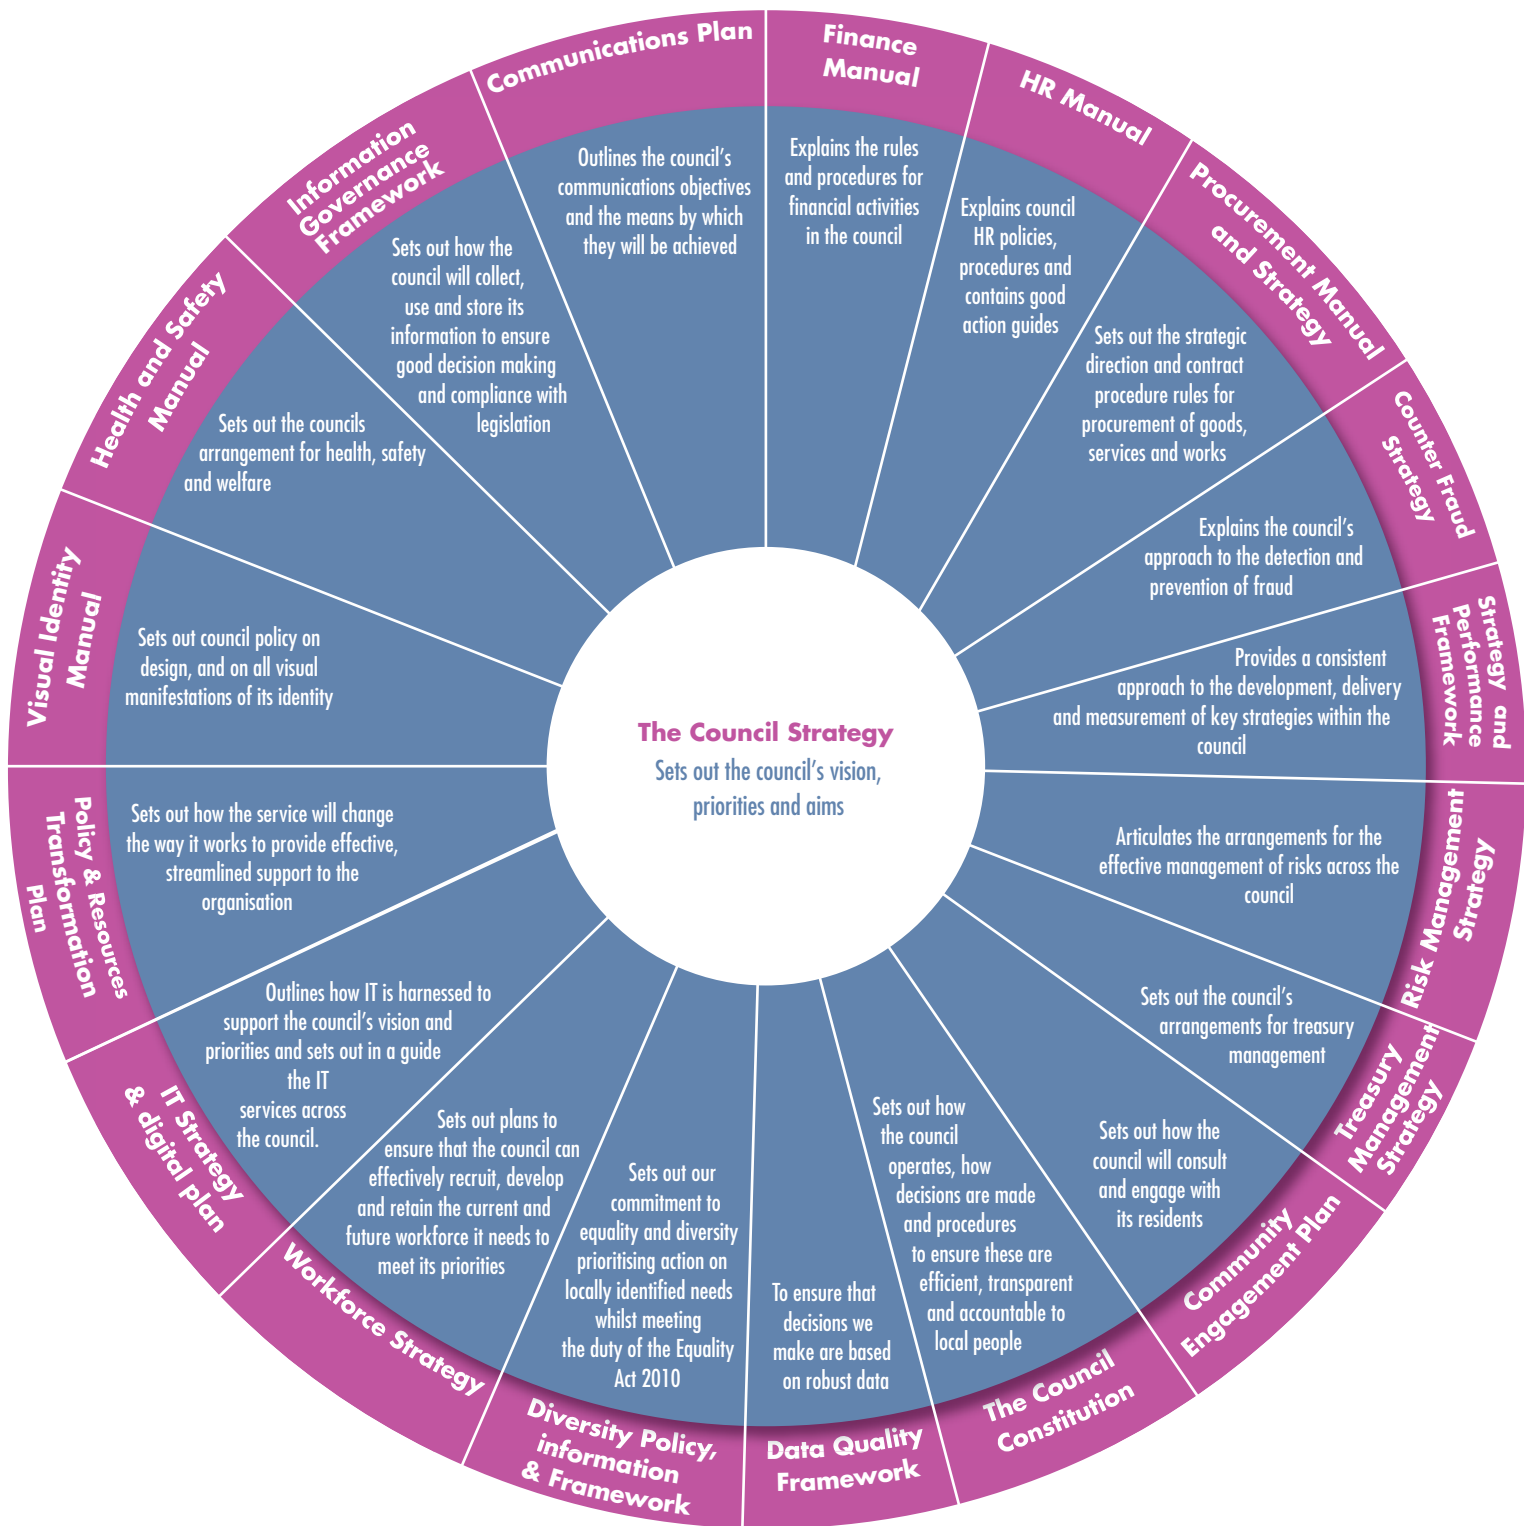 Communications Plan
Outlines the council's
communications objectives
and the means by which
they will be achieved
Finance
Manual
Explains the rules
and procedures for
financial activities
in the council
HR Manual
Explains council
HR policies,
procedures and
contains good
action guides
Procurement Manual
and Strategy
Sets out the strategic
direction and contract
procedure rules for
procurement of goods,
services and works
Counter Fraud
Strategy
Explains the council's
approach to the detection and
prevention of fraud
Strategy and
Performance
Framework
Provides a consistent
approach to the development, delivery
and measurement of key strategies within the
council
Risk Management
Strategy
Articulates the arrangements for the
effective management of risks across the
council
Treasury
Management
Strategy
Sets out the council's
arrangements for treasury
management
Community
Engagement Plan
Sets out how the
council will consult
and engage with
its residents
The Council
Constitution
Sets out how
the council
operates, how
decisions are made
and procedures
to ensure these are
efficient, transparent
and accountable to
local people
Data Quality
Framework
To ensure that
decisions we
make are based
on robust data
Diversity Policy,
information
& Framework
Sets out our
commitment to
equality and diversity
prioritising action on
locally identified needs
whilst meeting
the duty of the Equality
Act 2010
Workforce Strategy
Sets out plans to
ensure that the council can
effectively recruit, develop
and retain the current and
future workforce it needs to
meet its priorities
IT Strategy
& digital plan
Outlines how IT is harnessed to
support the council's vision and
priorities and sets out in a guide
the IT
services across
the council.
Policy & Resources
Transformation
Plan
Sets out how the service will change
the way it works to provide effective,
streamlined support to the
organisation
Visual Identity
Manual
Sets out council policy on
design, and on all visual
manifestations of its identity
Health and Safety
Manual
Sets out the councils
arrangement for health, safety
and welfare
Information
Governance
Framework
Sets out how the
council will collect,
use and store its
information to ensure
good decision making
and compliance with
legislation
The Council Strategy
Sets out the council's vision,
priorities and aims